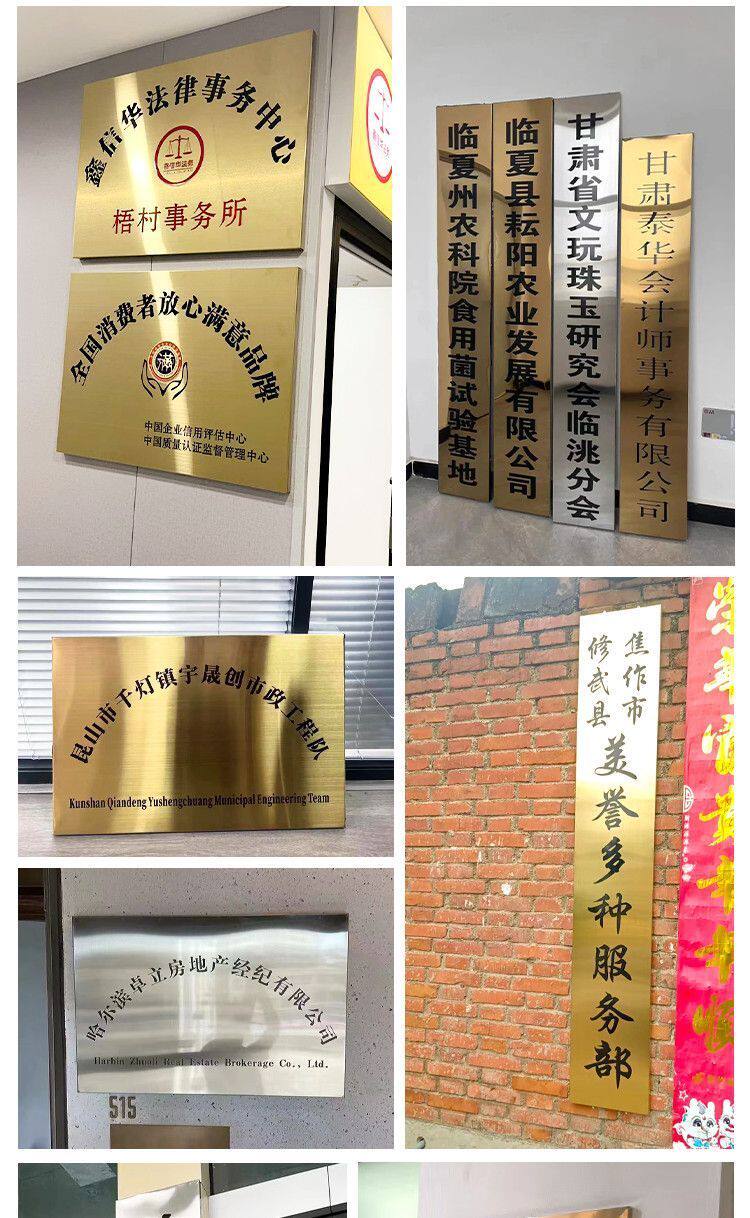 鑫信华法律事务中心
鑫信华法务
梧村事务所
全国消费者放心满意品牌
中国企业信用评估中心
中国质量认证监督管理中心
临夏州农科院食用菌试验基地
临夏县耘阳农业发展有限公司
甘肃省文玩珠玉研究会临洮分会
甘肃泰华会计师事务有限公司
昆山市千灯镇宇晟创市政工程队
Kunshan Qiandeng Yushengchuang Municipal Engineering Team
焦作市
修武县
美誉多种服务部
哈尔滨卓立房地产经纪有限公司
Harbin Zhuoli Real Estate Brokerage Co., Ltd.
515